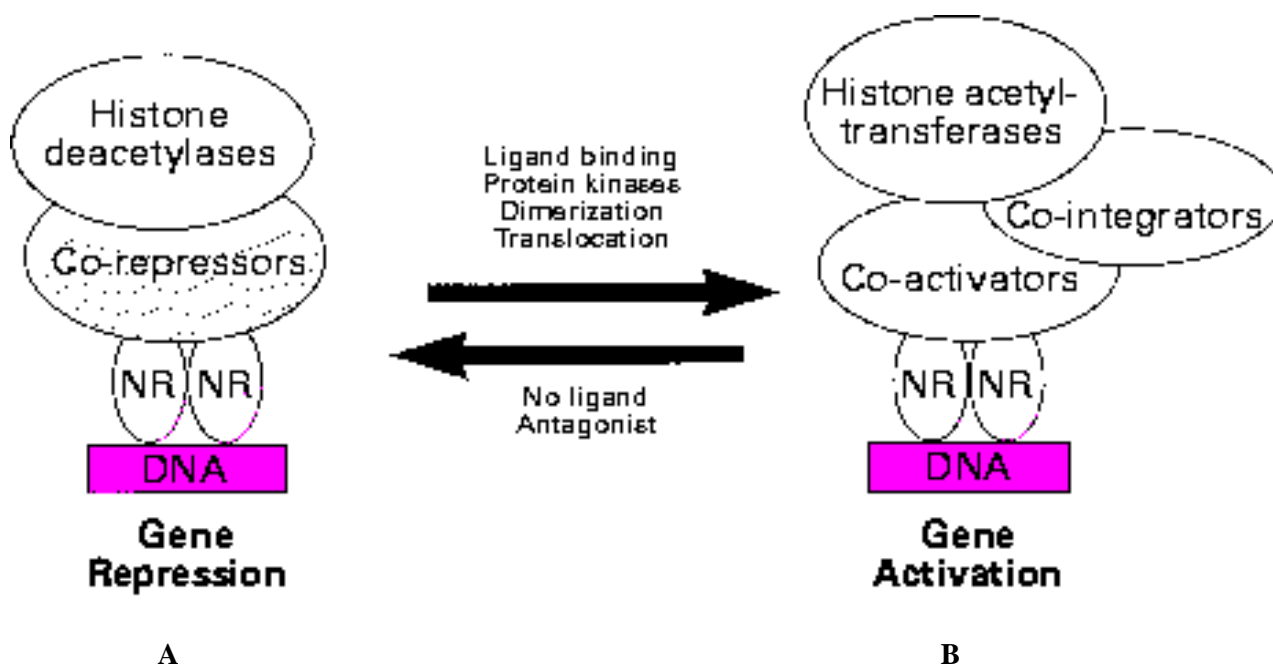 Histone
deacetylases
Co-repressors
NR NR
DNA
Gene
Repression
A
Ligand binding
Protein kinases
Dimerization
Translocation
No ligand
Antagonist
Histone acetyl-
transferases
Co-integrators
Co-activators
NR NR
DNA
Gene
Activation
B